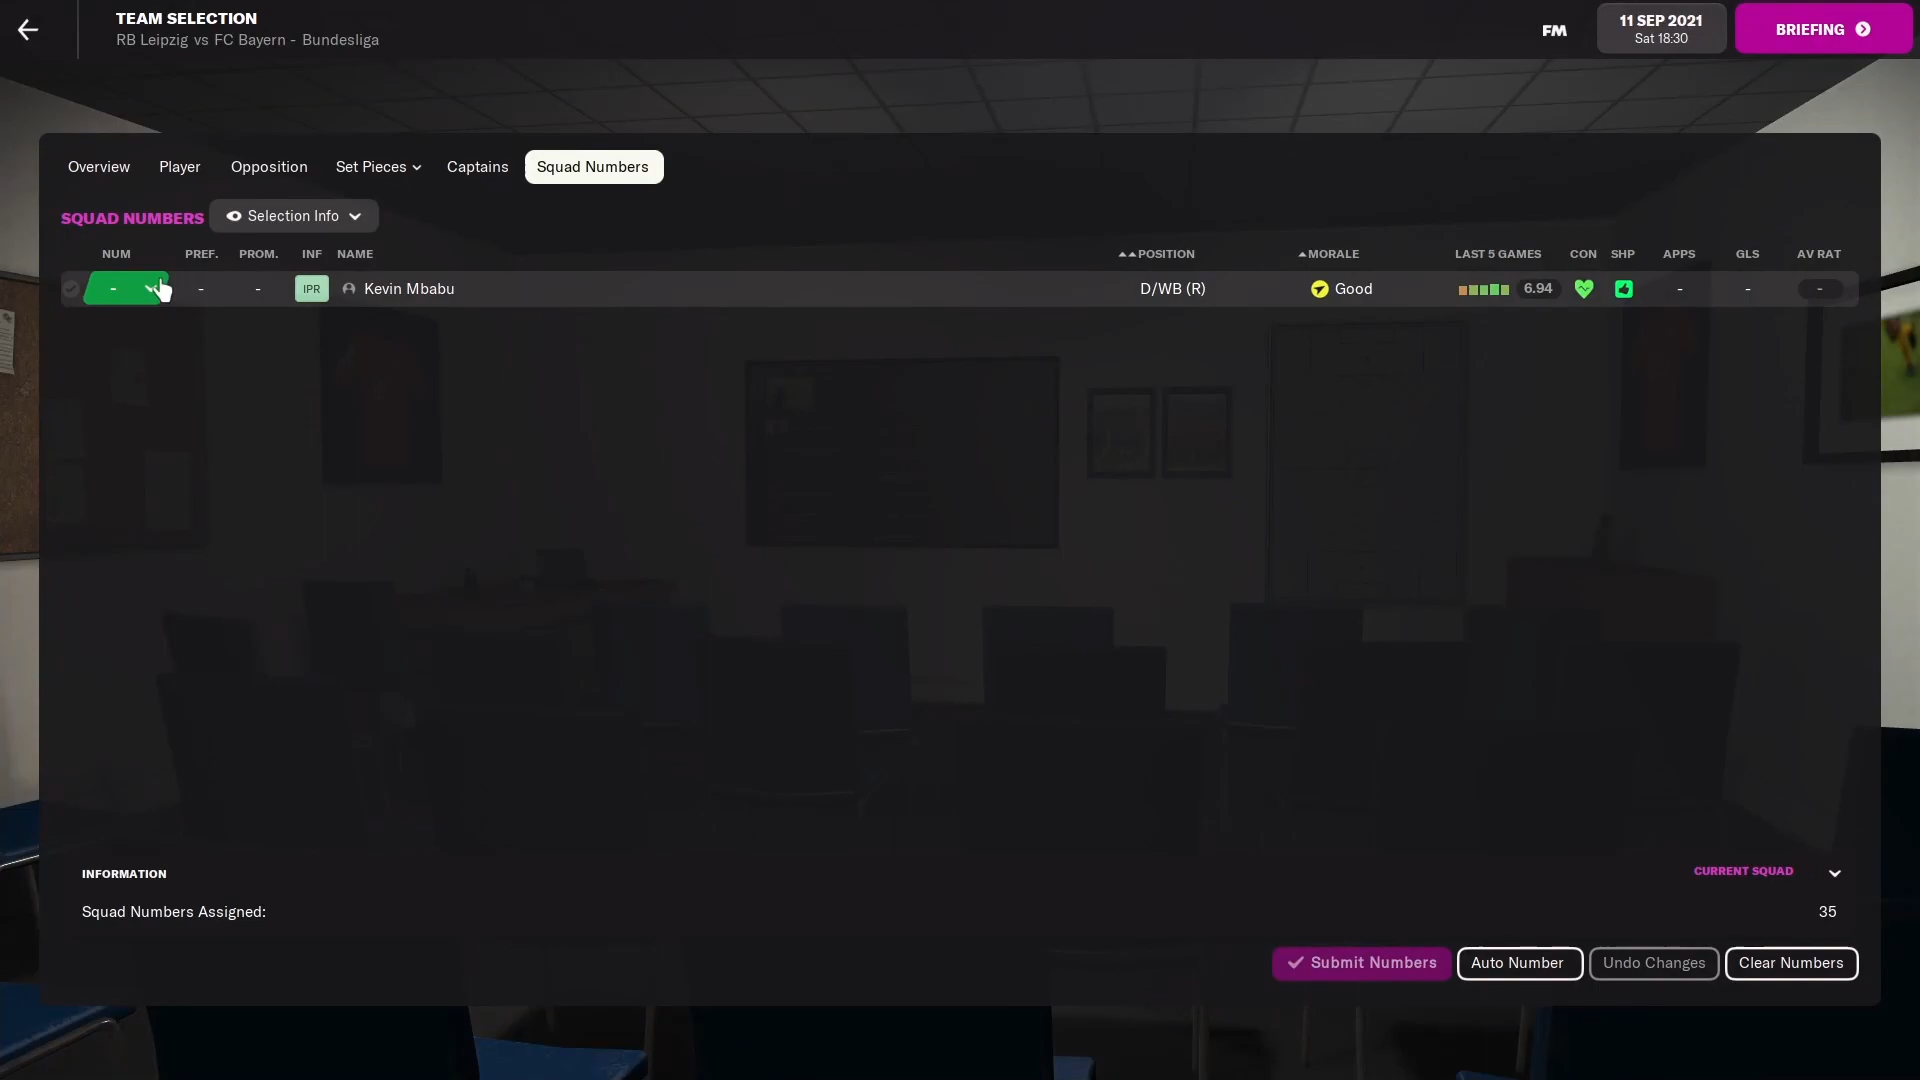 TEAM SELECTION
RB Leipzig vs FC Bayern - Bundesliga
FM
11 SEP 2021
Sat 18:30
BRIEFING
Overview Player Opposition Set Pieces Captains Squad Numbers
SQUAD NUMBERS Selection Info
NUM PREF. PROM. INF NAME POSITION MORALE LAST 5 GAMES CON SHP APPS GLS AV RAT
- - - IPR Kevin Mbabu D/WB (R) Good 6.94 - - -
INFORMATION CURRENT SQUAD
Squad Numbers Assigned: 35
Submit Numbers Auto Number Undo Changes Clear Numbers